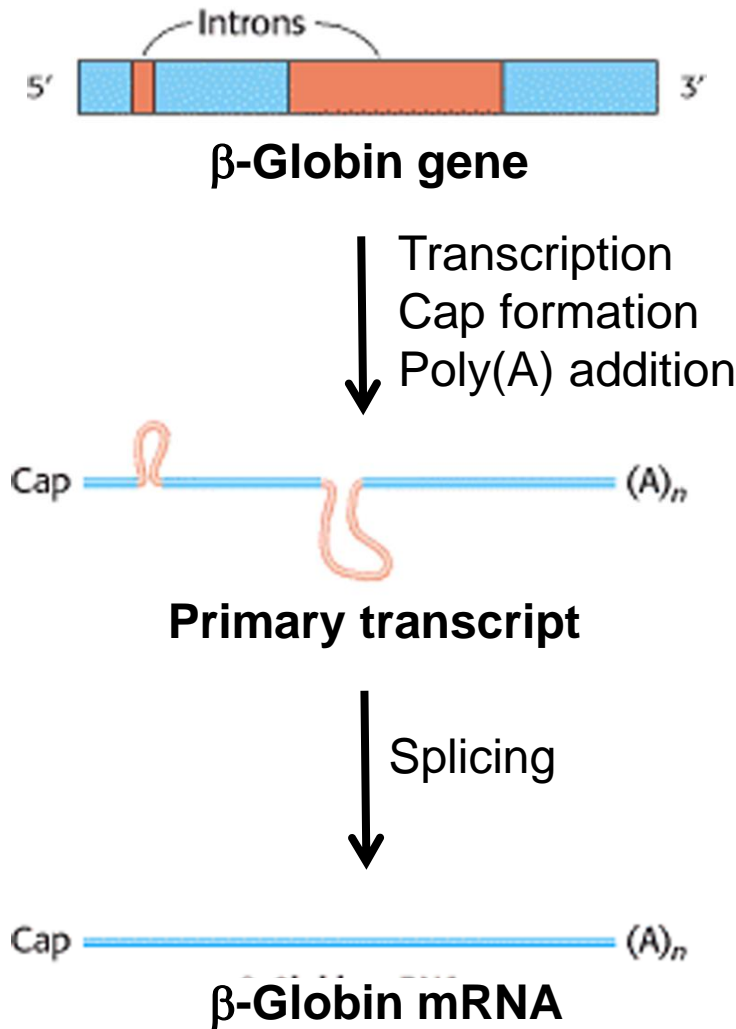 Introns
5′ 3′
β-Globin gene
Transcription
Cap formation
Poly(A) addition
Cap (A)n
Primary transcript
Splicing
Cap (A)n
β-Globin mRNA